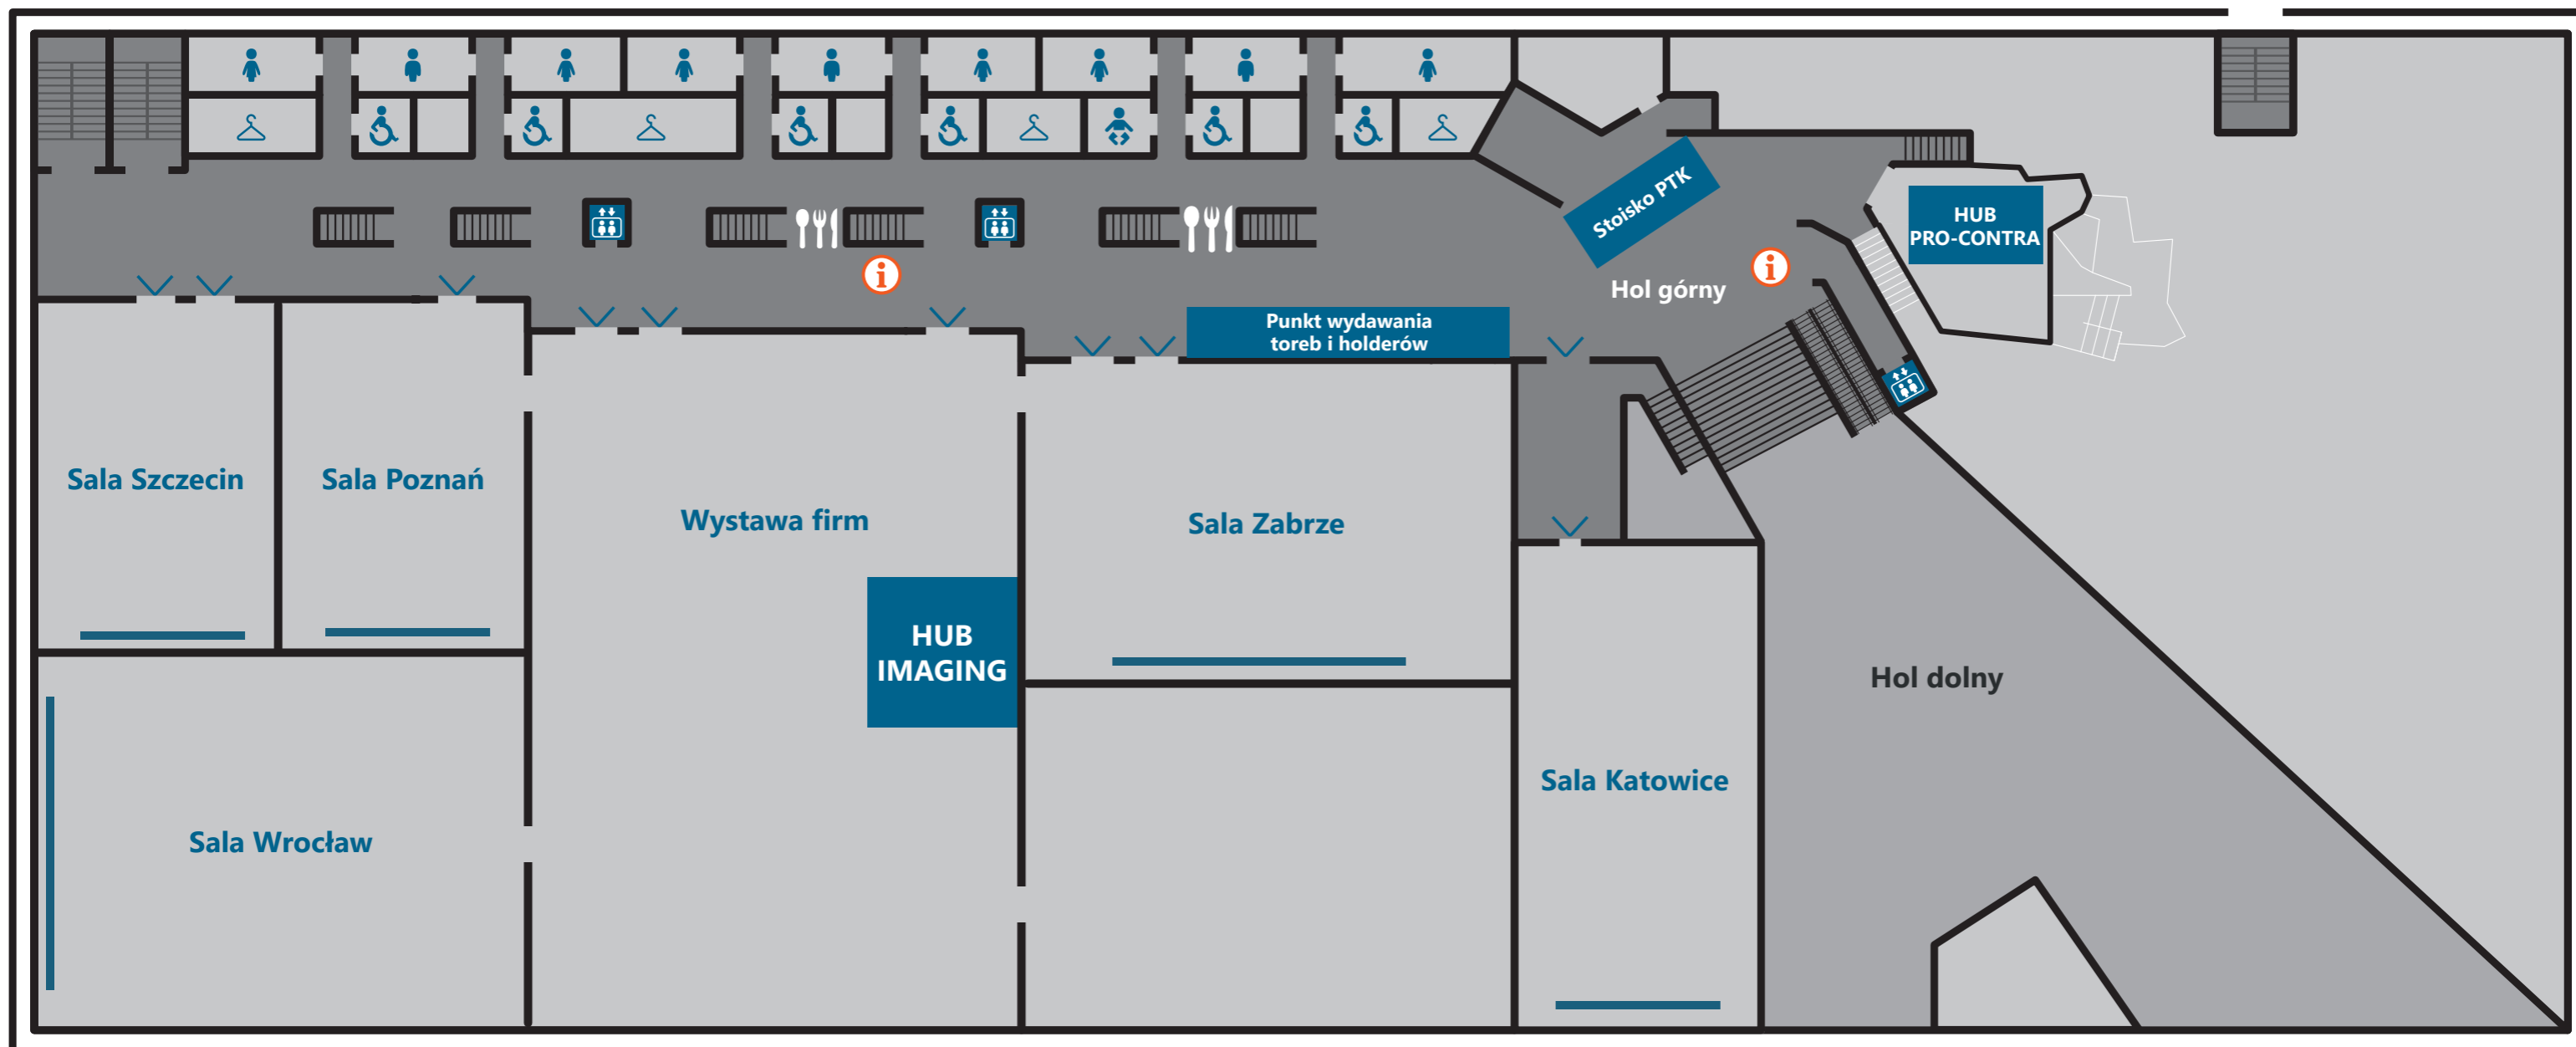 Stoisko PTK
HUB
PRO-CONTRA
i
i
Hol górny
Punkt wydawania
toreb i holderów
Sala Szczecin
Sala Poznań
Wystawa firm
Sala Zabrze
HUB
IMAGING
Hol dolny
Sala Katowice
Sala Wrocław